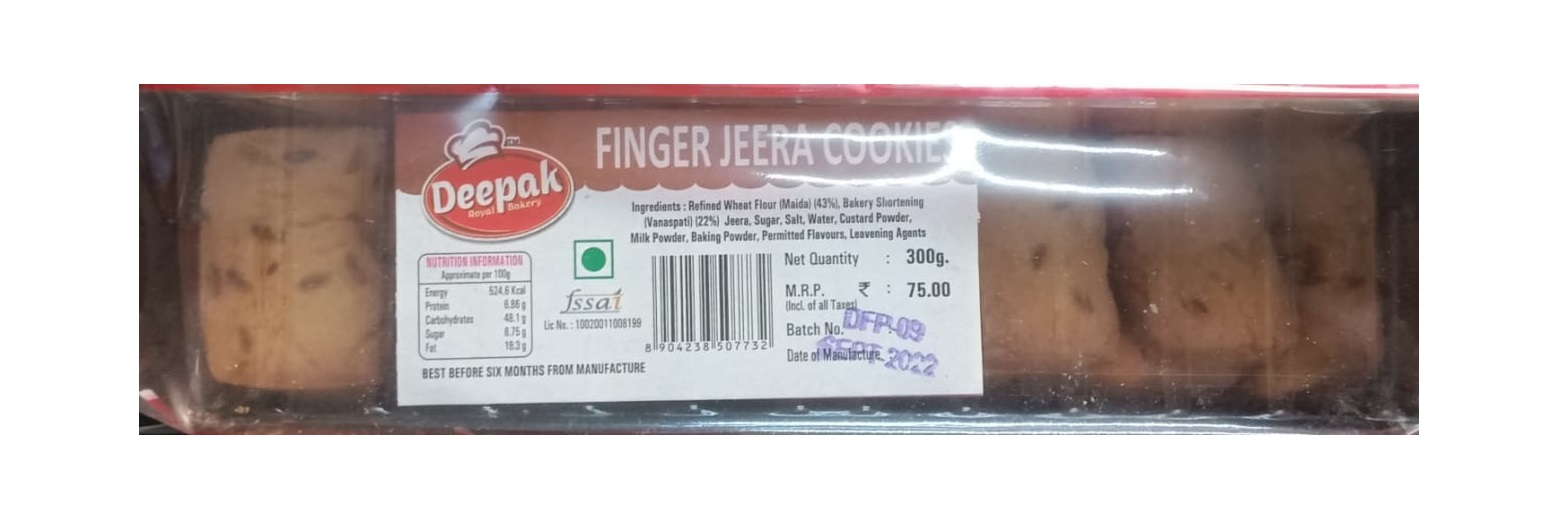 Deepak
Royal Bakery
FINGER JEERA COOKIES
Ingredients : Refined Wheat Flour (Maida) (43%), Bakery Shortening
(Vanaspati) (22%) Jeera, Sugar, Salt, Water, Custard Powder,
Milk Powder, Baking Powder, Permitted Flavours, Leavening Agents
NUTRITION INFORMATION
Approximate per 100g
Energy 524.6 Kcal
Protein 6.86 g
Carbohydrates 48.1 g
Sugar 8.75 g
Fat 18.3 g
fssai
Lic No. : 10020011008199
8 904238 507732
Net Quantity : 300g.
M.R.P. ₹ : 75.00
(Incl. of all Taxes)
Batch No. : DFP-09
Date of Manufacture SEPT-2022
BEST BEFORE SIX MONTHS FROM MANUFACTURE